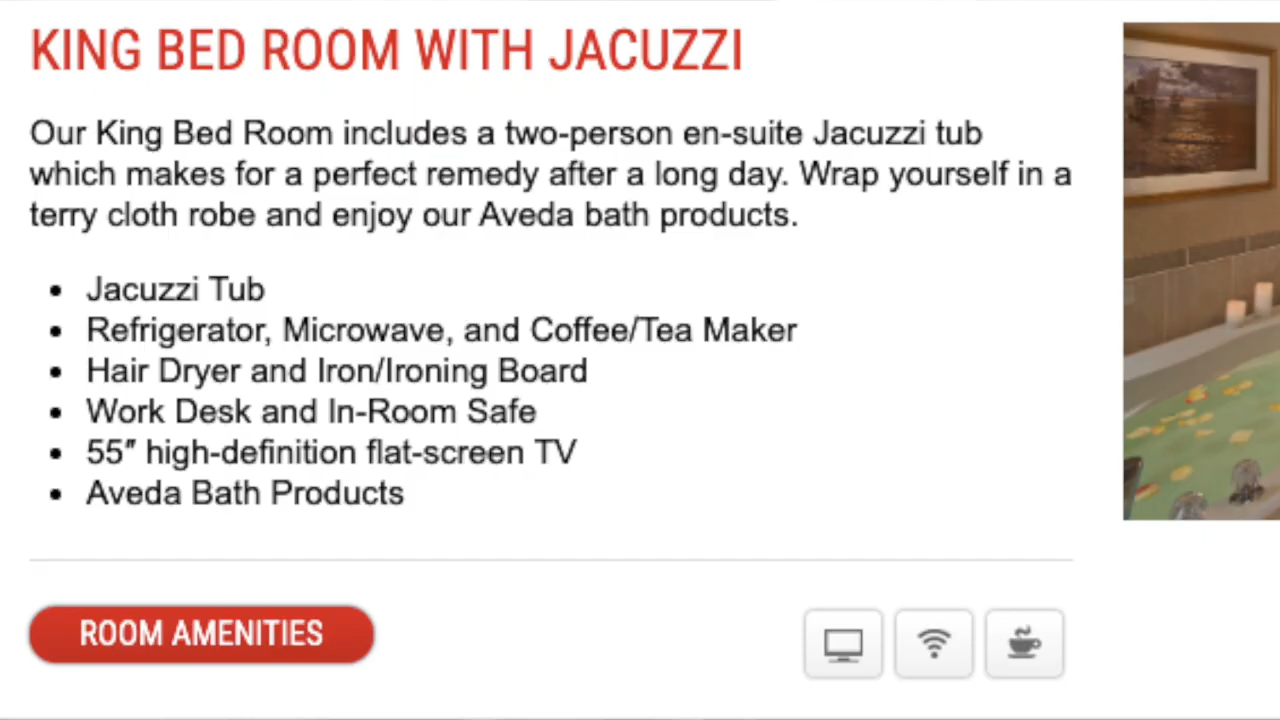 KING BED ROOM WITH JACUZZI
Our King Bed Room includes a two-person en-suite Jacuzzi tub
which makes for a perfect remedy after a long day. Wrap yourself in a
terry cloth robe and enjoy our Aveda bath products.
• Jacuzzi Tub
• Refrigerator, Microwave, and Coffee/Tea Maker
• Hair Dryer and Iron/Ironing Board
• Work Desk and In-Room Safe
• 55″ high-definition flat-screen TV
• Aveda Bath Products
ROOM AMENITIES